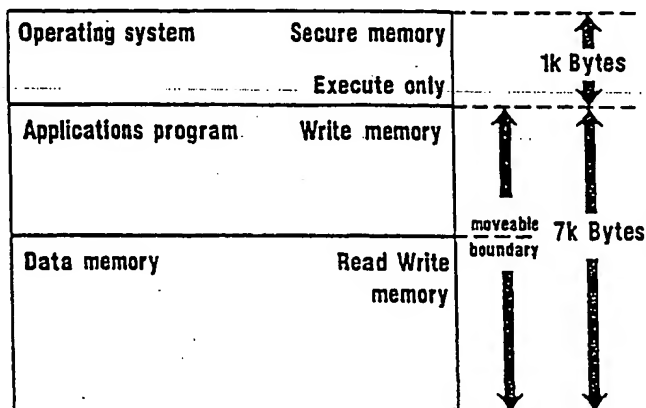 Operating system Secure memory
1k Bytes
Execute only
Applications program Write memory
moveable 7k Bytes
boundary
Data memory Read Write
memory